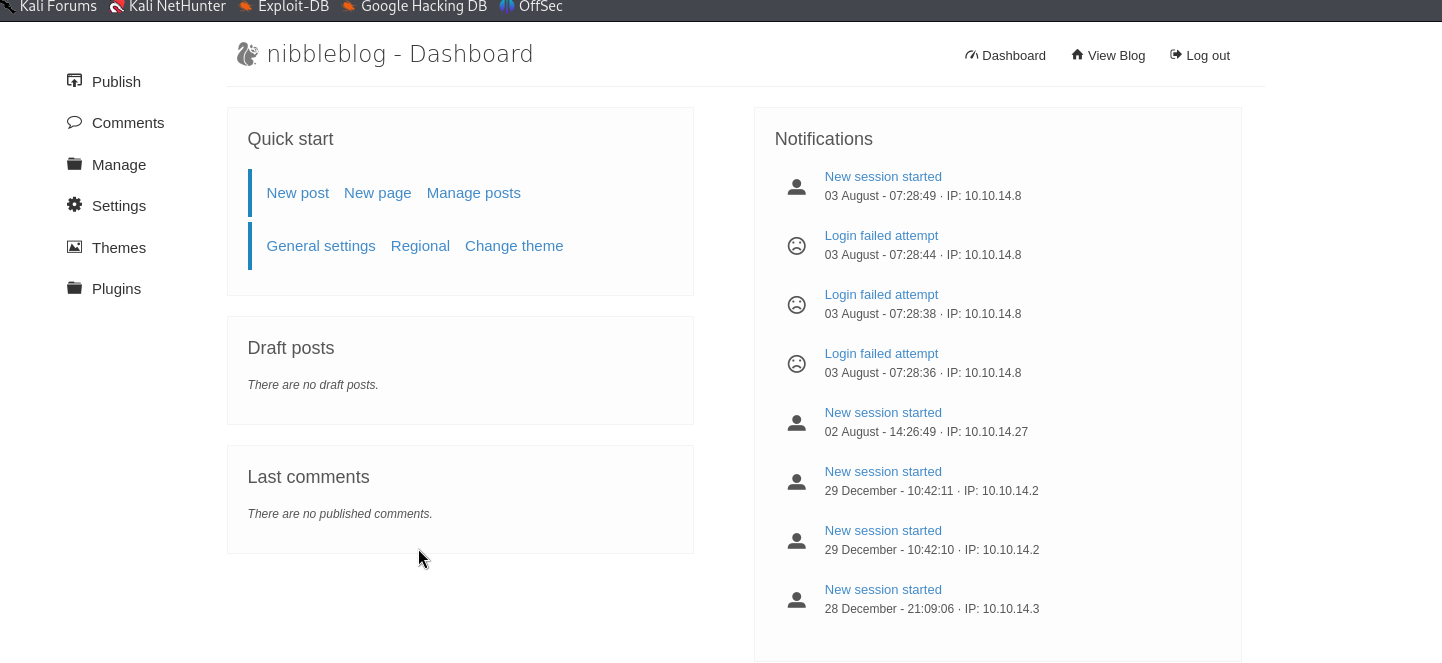 Kali Forums Kali NetHunter Exploit-DB Google Hacking DB OffSec
nibbleblog - Dashboard
Dashboard View Blog Log out
Publish
Comments
Manage
Settings
Themes
Plugins
Quick start
New post New page Manage posts
General settings Regional Change theme
Draft posts
There are no draft posts.
Last comments
There are no published comments.
Notifications
New session started
03 August - 07:28:49 · IP: 10.10.14.8
Login failed attempt
03 August - 07:28:44 · IP: 10.10.14.8
Login failed attempt
03 August - 07:28:38 · IP: 10.10.14.8
Login failed attempt
03 August - 07:28:36 · IP: 10.10.14.8
New session started
02 August - 14:26:49 · IP: 10.10.14.27
New session started
29 December - 10:42:11 · IP: 10.10.14.2
New session started
29 December - 10:42:10 · IP: 10.10.14.2
New session started
28 December - 21:09:06 · IP: 10.10.14.3